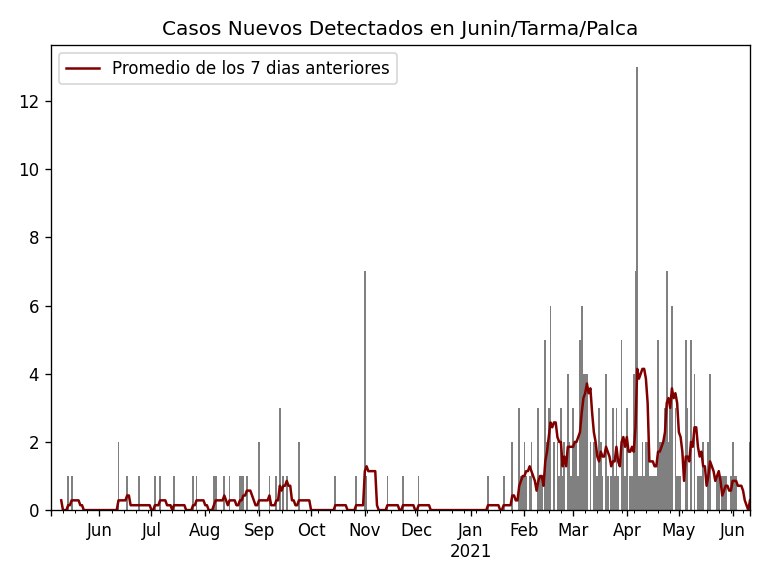 Casos Nuevos Detectados en Junin/Tarma/Palca
Promedio de los 7 dias anteriores
12
10
8
6
4
2
0
Jun Jul Aug Sep Oct Nov Dec Jan Feb Mar Apr May Jun
2021